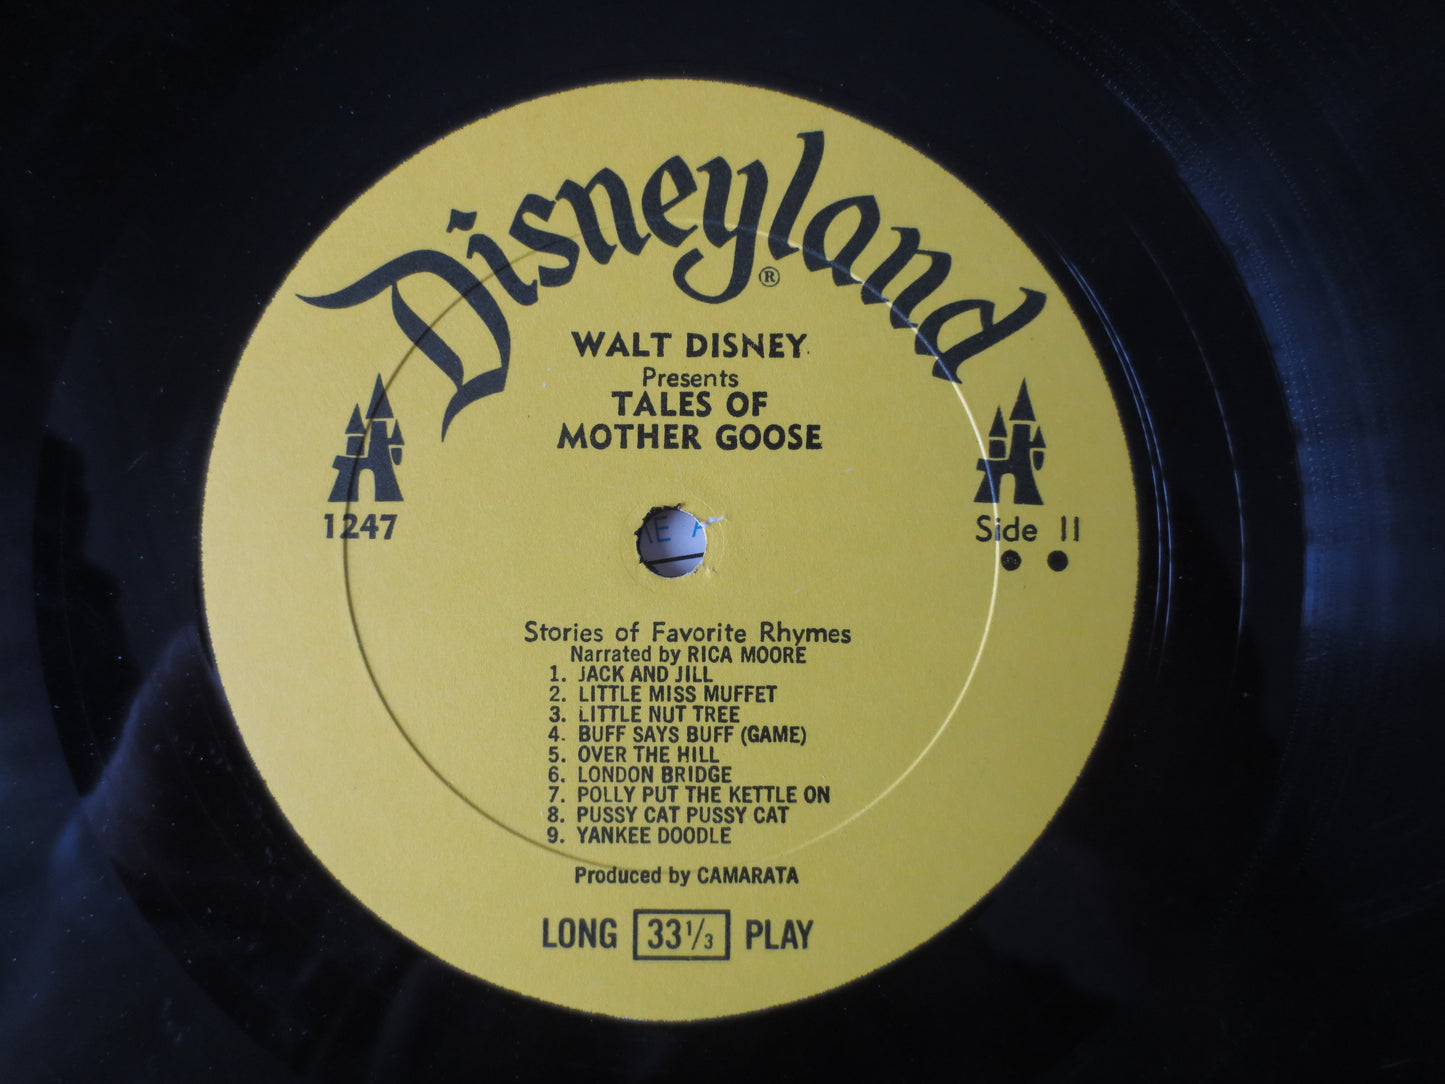 Disneyland®
WALT DISNEY
Presents
TALES OF
MOTHER GOOSE
1247
Side II
Stories of Favorite Rhymes
Narrated by RICA MOORE
1. JACK AND JILL
2. LITTLE MISS MUFFET
3. LITTLE NUT TREE
4. BUFF SAYS BUFF (GAME)
5. OVER THE HILL
6. LONDON BRIDGE
7. POLLY PUT THE KETTLE ON
8. PUSSY CAT PUSSY CAT
9. YANKEE DOODLE
Produced by CAMARATA
LONG 33 1/3 PLAY